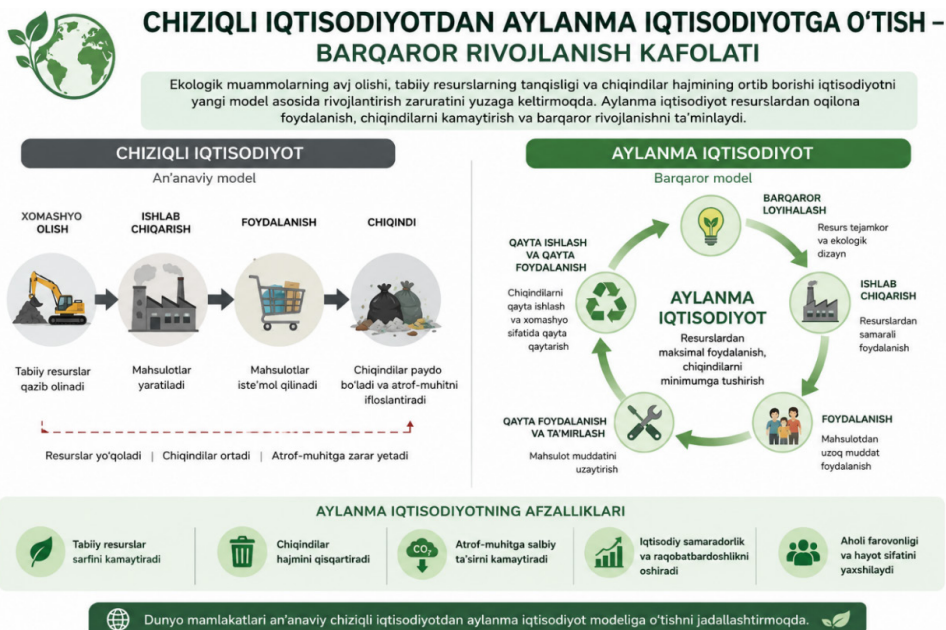 CHIZIQLI IQTISODIYOTDAN AYLANMA IQTISODIYOTGA O‘TISH –
BARQAROR RIVOJLANISH KAFOLATI
Ekologik muammolarning avj olishi, tabiiy resurslarning tanqisligi va chiqindilar hajmining ortib borishi iqtisodiyotni
yangi model asosida rivojlantirish zaruratini yuzaga keltirmoqda. Aylanma iqtisodiyot resurslardan oqilona
foydalanish, chiqindilarni kamaytirish va barqaror rivojlanishni ta’minlaydi.
CHIZIQLI IQTISODIYOT
An’anaviy model
XOMASHYO
OLISH
ISHLAB
CHIQARISH
FOYDALANISH
CHIQINDI
Tabiiy resurslar
qazib olinadi
Mahsulotlar
yaratiladi
Mahsulotlar
iste’mol qilinadi
Chiqindilar paydo
bo‘ladi va atrof-muhitni
ifloslantiradi
Resurslar yo‘qoladi | Chiqindilar ortadi | Atrof-muhitga zarar yetadi
AYLANMA IQTISODIYOT
Barqaror model
BARQAROR
LOYIHALASH
Resurs tejamkor
va ekologik
dizayn
ISHLAB
CHIQARISH
Resurslardan
samarali
foydalanish
FOYDALANISH
Mahsulotdan
uzoq muddat
foydalanish
QAYTA FOYDALANISH
VA TA’MIRLASH
Mahsulot muddatini
uzaytirish
QAYTA ISHLASH
VA QAYTA
FOYDALANISH
Chiqindilarni
qayta ishlash
va xomashyo
sifatida qayta
qaytarish
AYLANMA
IQTISODIYOT
Resurslardan
maksimal foydalanish,
chiqindilarni
minimumga tushirish
AYLANMA IQTISODIYOTNING AFZALLIKLARI
Tabiiy resurslar
sarfini kamaytiradi
Chiqindilar
hajmini qisqartiradi
CO₂
Atrof-muhitga salbiy
ta’sirni kamaytiradi
Iqtisodiy samaradorlik
va raqobatbardoshlikni
oshiradi
Aholi farovonligi
va hayot sifatini
yaxshilaydi
Dunyo mamlakatlari an’anaviy chiziqli iqtisodiyotdan aylanma iqtisodiyot modeliga o‘tishni jadallashtirmoqda.